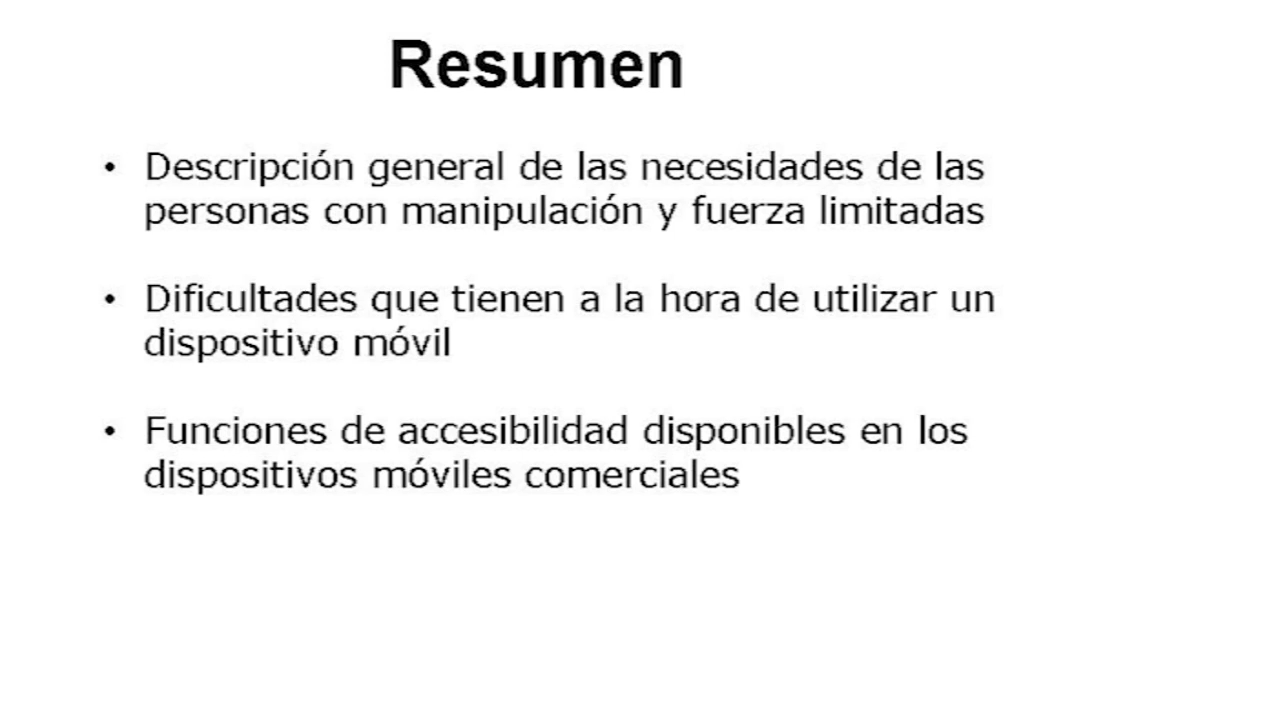 Resumen
• Descripción general de las necesidades de las
personas con manipulación y fuerza limitadas
• Dificultades que tienen a la hora de utilizar un
dispositivo móvil
• Funciones de accesibilidad disponibles en los
dispositivos móviles comerciales